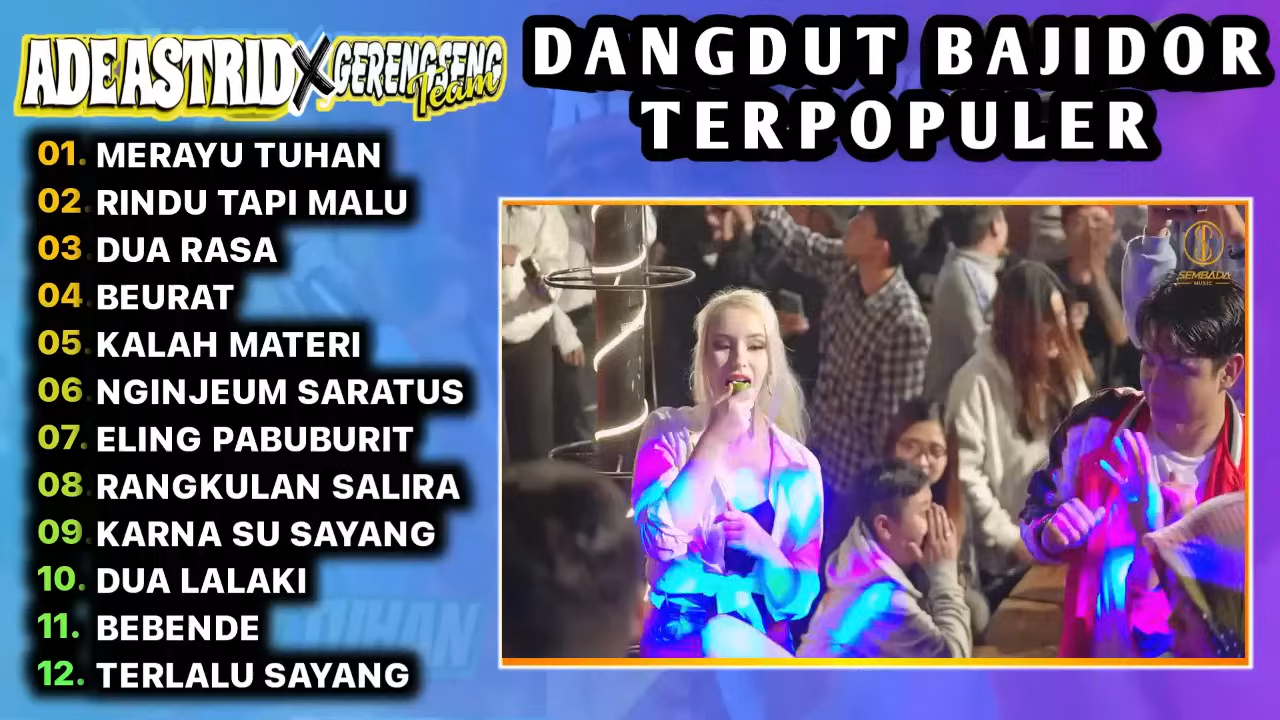 ADE ASTRID X GERENGSENG Team
DANGDUT BAJIDOR
TERPOPULER
01. MERAYU TUHAN
02. RINDU TAPI MALU
03. DUA RASA
04. BEURAT
05. KALAH MATERI
06. NGINJEUM SARATUS
07. ELING PABUBURIT
08. RANGKULAN SALIRA
09. KARNA SU SAYANG
10. DUA LALAKI
11. BEBENDE
12. TERLALU SAYANG
SEMBADA
MUSIC
TUHAN